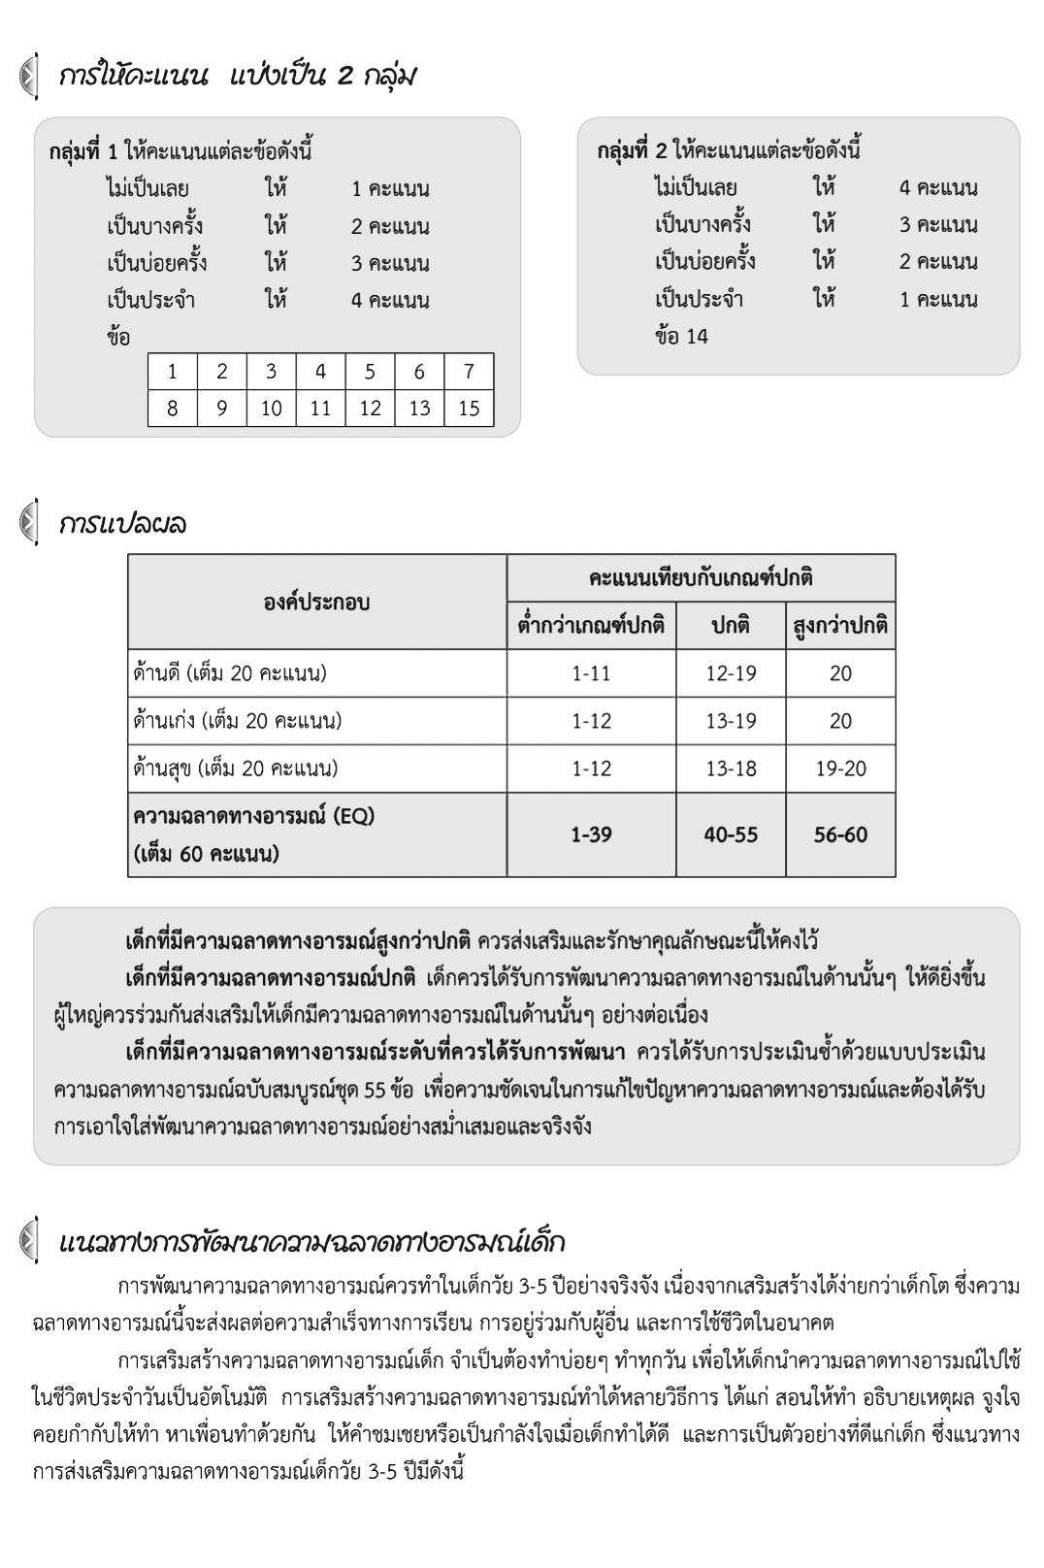 การให้คะแนน แบ่งเป็น 2 กลุ่ม
กลุ่มที่ 1 ให้คะแนนแต่ละข้อดังนี้
ไม่เป็นเลย ให้ 1 คะแนน
เป็นบางครั้ง ให้ 2 คะแนน
เป็นบ่อยครั้ง ให้ 3 คะแนน
เป็นประจำ ให้ 4 คะแนน
ข้อ
1 2 3 4 5 6 7
8 9 10 11 12 13 15
กลุ่มที่ 2 ให้คะแนนแต่ละข้อดังนี้
ไม่เป็นเลย ให้ 4 คะแนน
เป็นบางครั้ง ให้ 3 คะแนน
เป็นบ่อยครั้ง ให้ 2 คะแนน
เป็นประจำ ให้ 1 คะแนน
ข้อ 14
การแปลผล
องค์ประกอบ คะแนนเทียบกับเกณฑ์ปกติ
ต่ำกว่าเกณฑ์ปกติ ปกติ สูงกว่าปกติ
ด้านดี (เต็ม 20 คะแนน) 1-11 12-19 20
ด้านเก่ง (เต็ม 20 คะแนน) 1-12 13-19 20
ด้านสุข (เต็ม 20 คะแนน) 1-12 13-18 19-20
ความฉลาดทางอารมณ์ (EQ)
(เต็ม 60 คะแนน) 1-39 40-55 56-60
เด็กที่มีความฉลาดทางอารมณ์สูงกว่าปกติ ควรส่งเสริมและรักษาคุณลักษณะนี้ให้คงไว้
เด็กที่มีความฉลาดทางอารมณ์ปกติ เด็กควรได้รับการพัฒนาความฉลาดทางอารมณ์ในด้านนั้นๆ ให้ดียิ่งขึ้น
ผู้ใหญ่ควรร่วมกันส่งเสริมให้เด็กมีความฉลาดทางอารมณ์ในด้านนั้นๆ อย่างต่อเนื่อง
เด็กที่มีความฉลาดทางอารมณ์ระดับที่ควรได้รับการพัฒนา ควรได้รับการประเมินซ้ำด้วยแบบประเมิน
ความฉลาดทางอารมณ์ฉบับสมบูรณ์ชุด 55 ข้อ เพื่อความชัดเจนในการแก้ไขปัญหาความฉลาดทางอารมณ์และต้องได้รับ
การเอาใจใส่พัฒนาความฉลาดทางอารมณ์อย่างสม่ำเสมอและจริงจัง
แนวทางการพัฒนาความฉลาดทางอารมณ์เด็ก
การพัฒนาความฉลาดทางอารมณ์ควรทำในเด็กวัย 3-5 ปีอย่างจริงจัง เนื่องจากเสริมสร้างได้ง่ายกว่าเด็กโต ซึ่งความ
ฉลาดทางอารมณ์นี้จะส่งผลต่อความสำเร็จทางการเรียน การอยู่ร่วมกับผู้อื่น และการใช้ชีวิตในอนาคต
การเสริมสร้างความฉลาดทางอารมณ์เด็ก จำเป็นต้องทำบ่อยๆ ทำทุกวัน เพื่อให้เด็กนำความฉลาดทางอารมณ์ไปใช้
ในชีวิตประจำวันเป็นอัตโนมัติ การเสริมสร้างความฉลาดทางอารมณ์ทำได้หลายวิธีการ ได้แก่ สอนให้ทำ อธิบายเหตุผล จูงใจ
คอยกำกับให้ทำ หาเพื่อนทำด้วยกัน ให้คำชมเชยหรือเป็นกำลังใจเมื่อเด็กทำได้ดี และการเป็นตัวอย่างที่ดีแก่เด็ก ซึ่งแนวทาง
การส่งเสริมความฉลาดทางอารมณ์เด็กวัย 3-5 ปีมีดังนี้